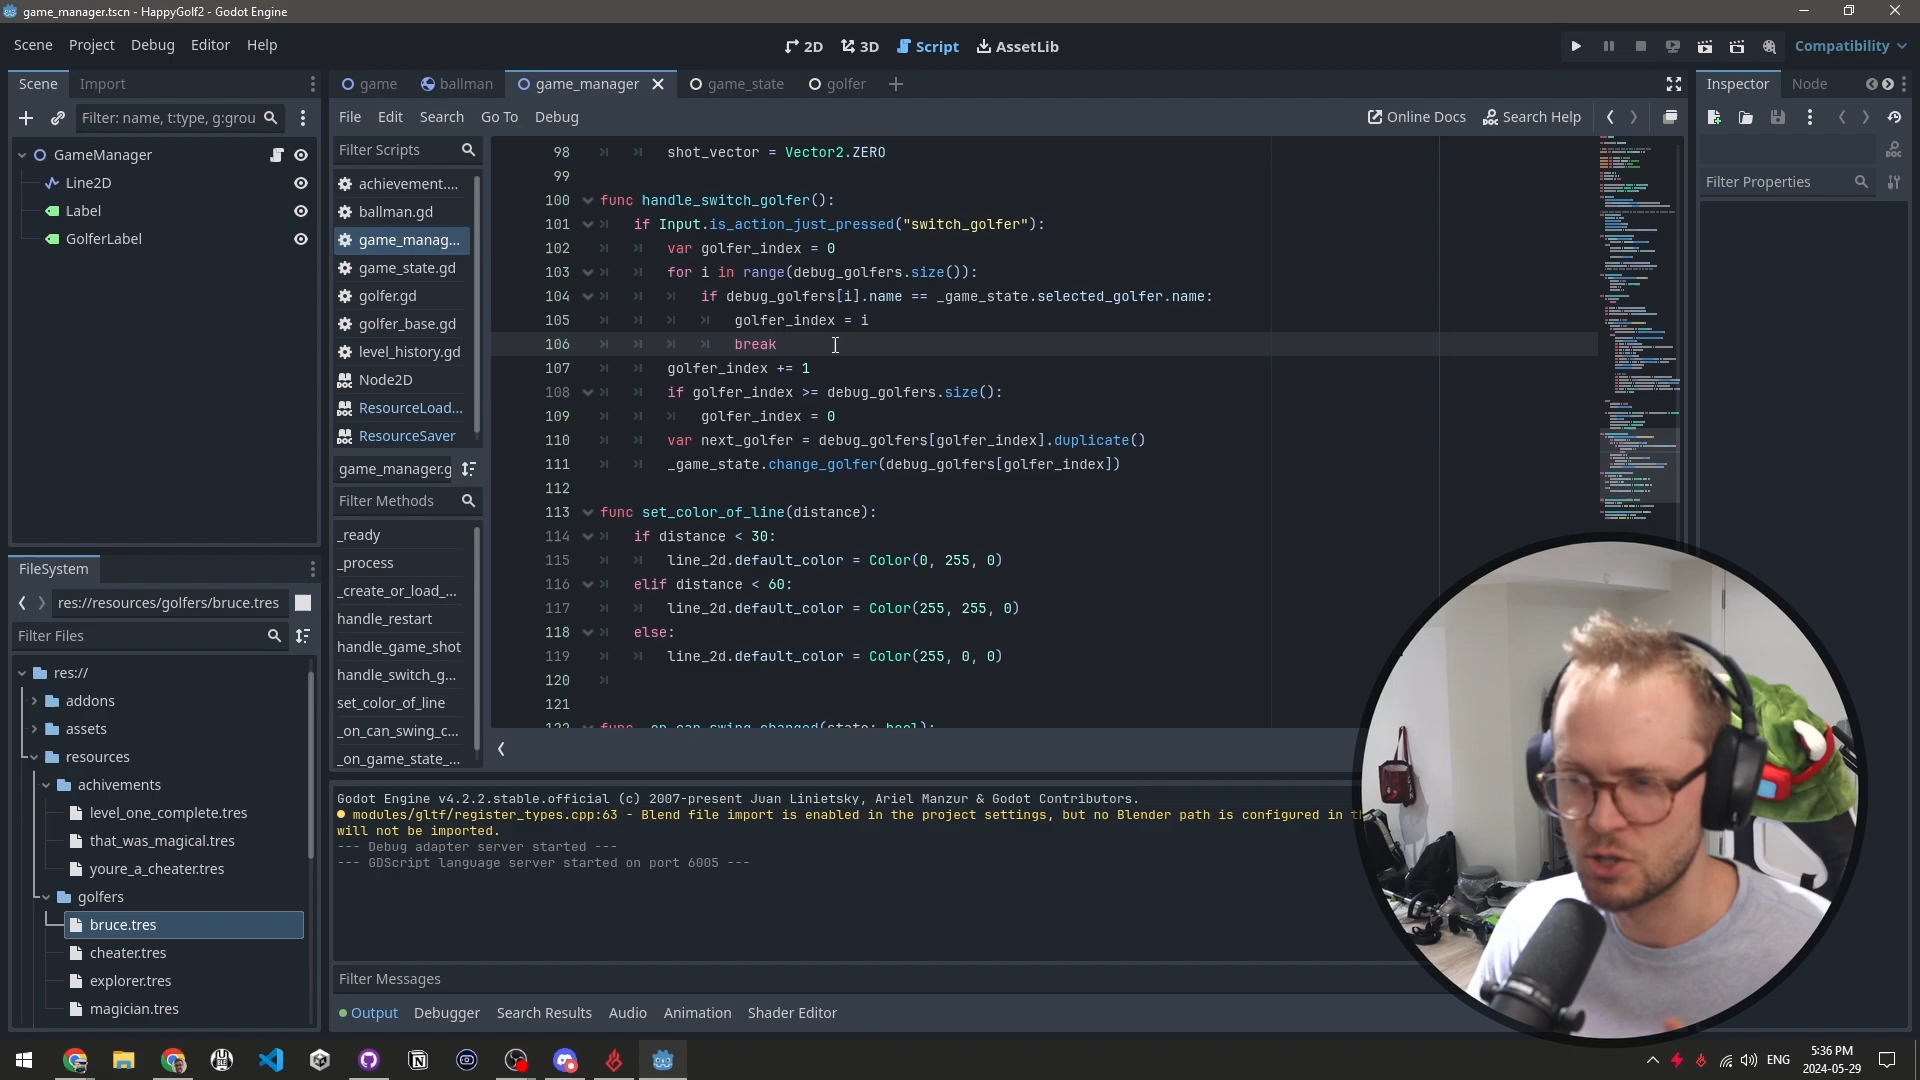 game_manager.tscn - HappyGolf2 - Godot Engine
Scene Project Debug Editor Help
2D 3D Script AssetLib
Compatibility
Scene Import
Filter: name, t:type, g:grou
GameManager
Line2D
Label
GolferLabel
game ballman game_manager game_state golfer
File Edit Search Go To Debug
Online Docs Search Help
Filter Scripts
achievement....
ballman.gd
game_manag...
game_state.gd
golfer.gd
golfer_base.gd
level_history.gd
Node2D
ResourceLoad...
ResourceSaver
game_manager.g
Filter Methods
_ready
_process
_create_or_load_...
handle_restart
handle_game_shot
handle_switch_g...
set_color_of_line
_on_can_swing_c...
_on_game_state_...
98 shot_vector = Vector2.ZERO
99
100 func handle_switch_golfer():
101 if Input.is_action_just_pressed("switch_golfer"):
102 var golfer_index = 0
103 for i in range(debug_golfers.size()):
104 if debug_golfers[i].name == _game_state.selected_golfer.name:
105 golfer_index = i
106 break
107 golfer_index += 1
108 if golfer_index >= debug_golfers.size():
109 golfer_index = 0
110 var next_golfer = debug_golfers[golfer_index].duplicate()
111 _game_state.change_golfer(debug_golfers[golfer_index])
112
113 func set_color_of_line(distance):
114 if distance < 30:
115 line_2d.default_color = Color(0, 255, 0)
116 elif distance < 60:
117 line_2d.default_color = Color(255, 255, 0)
118 else:
119 line_2d.default_color = Color(255, 0, 0)
120
121
122 func _on_can_swing_changed(state: bool):
Inspector Node
Filter Properties
FileSystem
res://resources/golfers/bruce.tres
Filter Files
res://
addons
assets
resources
achivements
level_one_complete.tres
that_was_magical.tres
youre_a_cheater.tres
golfers
bruce.tres
cheater.tres
explorer.tres
magician.tres
Godot Engine v4.2.2.stable.official (c) 2007-present Juan Linietsky, Ariel Manzur & Godot Contributors.
modules/gltf/register_types.cpp:63 - Blend file import is enabled in the project settings, but no Blender path is configured in
will not be imported.
--- Debug adapter server started ---
--- GDScript language server started on port 6005 ---
Filter Messages
Output Debugger Search Results Audio Animation Shader Editor
ENG
5:36 PM
2024-05-29